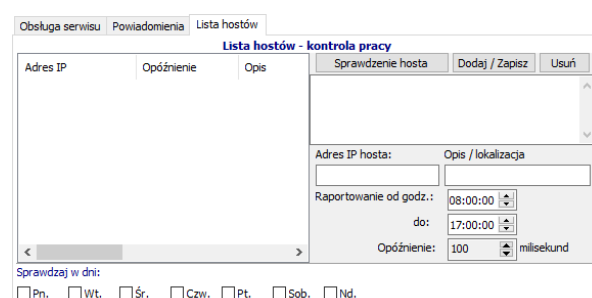 Obsługa serwisu Powiadomienia Lista hostów
Lista hostów - kontrola pracy
Adres IP Opóźnienie Opis
Sprawdzenie hosta Dodaj / Zapisz Usuń
Adres IP hosta: Opis / lokalizacja
Raportowanie od godz.: 08:00:00
do: 17:00:00
Opóźnienie: 100 milisekund
Sprawdzaj w dni:
Pn. Wt. Śr. Czw. Pt. Sob. Nd.